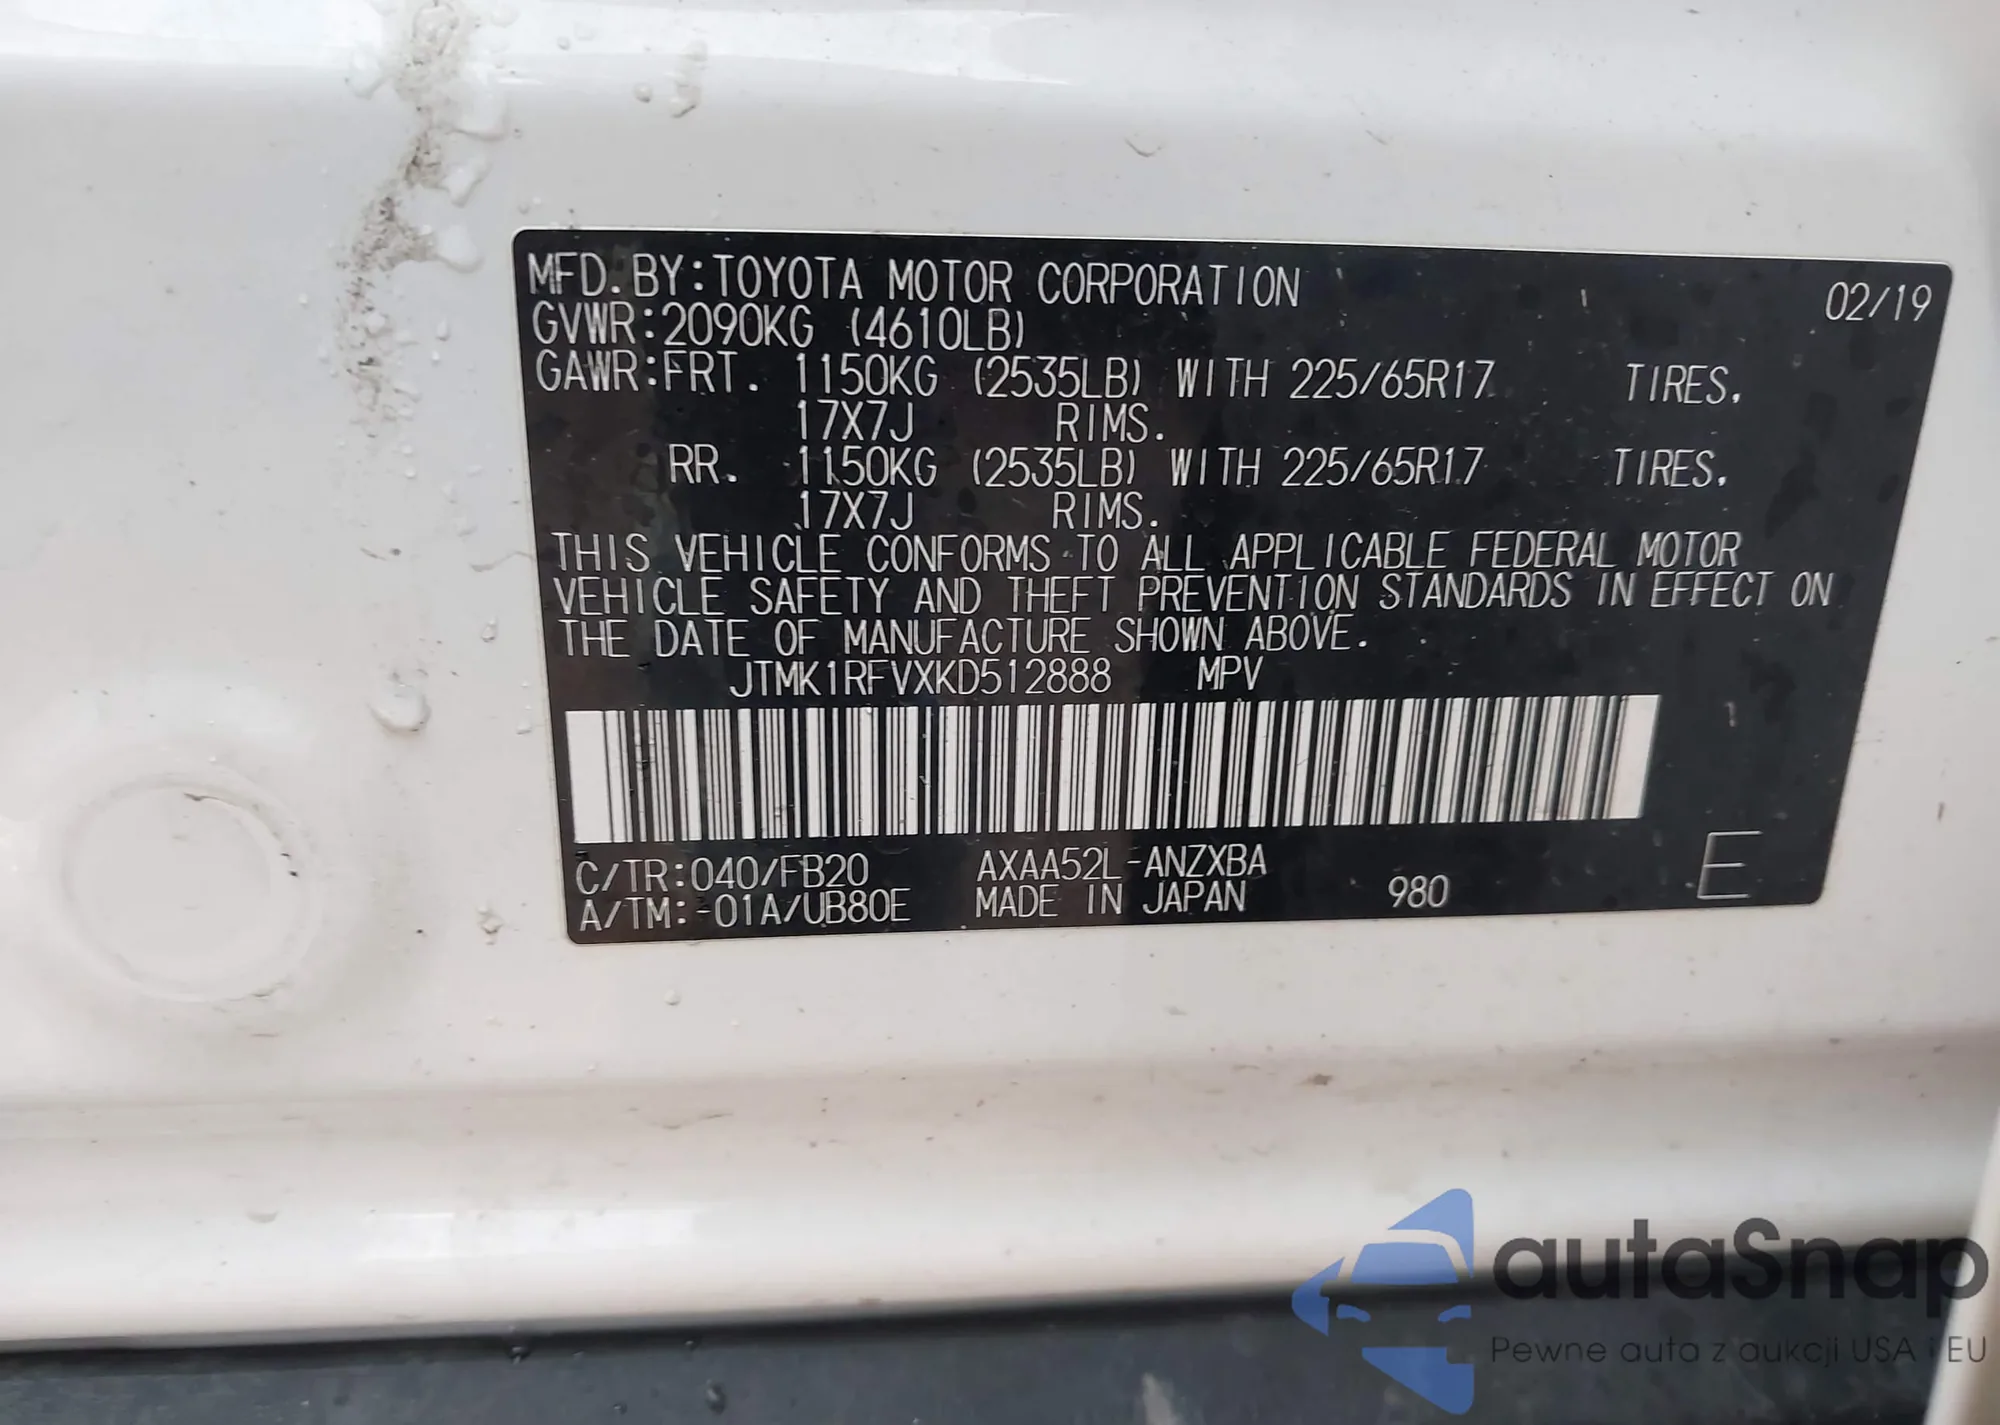 MFD. BY: TOYOTA MOTOR CORPORATION 02/19
GVWR: 2090KG (4610LB)
GAWR: FRT. 1150KG (2535LB) WITH 225/65R17 TIRES.
17X7J RIMS.
RR. 1150KG (2535LB) WITH 225/65R17 TIRES.
17X7J RIMS.
THIS VEHICLE CONFORMS TO ALL APPLICABLE FEDERAL MOTOR
VEHICLE SAFETY AND THEFT PREVENTION STANDARDS IN EFFECT ON
THE DATE OF MANUFACTURE SHOWN ABOVE.
JTMK1RFVXKD512888 MPV
C/TR: 040/FB20 AXAA52L-ANZXBA E
A/TM: -01A/UB80E MADE IN JAPAN 980
autaSnap
Pewne auta z aukcji USA i EU